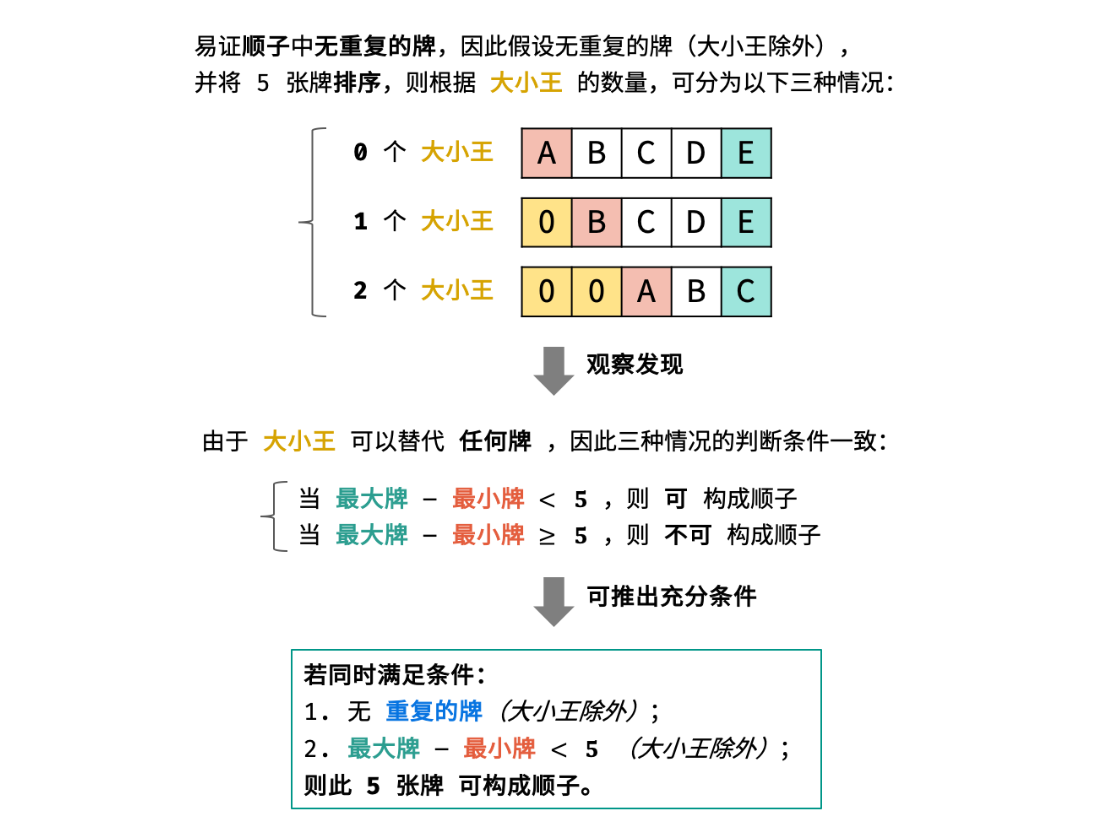 易证顺子中无重复的牌，因此假设无重复的牌（大小王除外），
并将 5 张牌排序，则根据 大小王 的数量，可分为以下三种情况：
0 个 大小王 A B C D E
1 个 大小王 0 B C D E
2 个 大小王 0 0 A B C
观察发现
由于 大小王 可以替代 任何牌 ，因此三种情况的判断条件一致：
当 最大牌 − 最小牌 < 5 ，则 可 构成顺子
当 最大牌 − 最小牌 ≥ 5 ，则 不可 构成顺子
可推出充分条件
若同时满足条件：
1. 无 重复的牌（大小王除外）；
2. 最大牌 − 最小牌 < 5 （大小王除外）；
则此 5 张牌 可构成顺子。